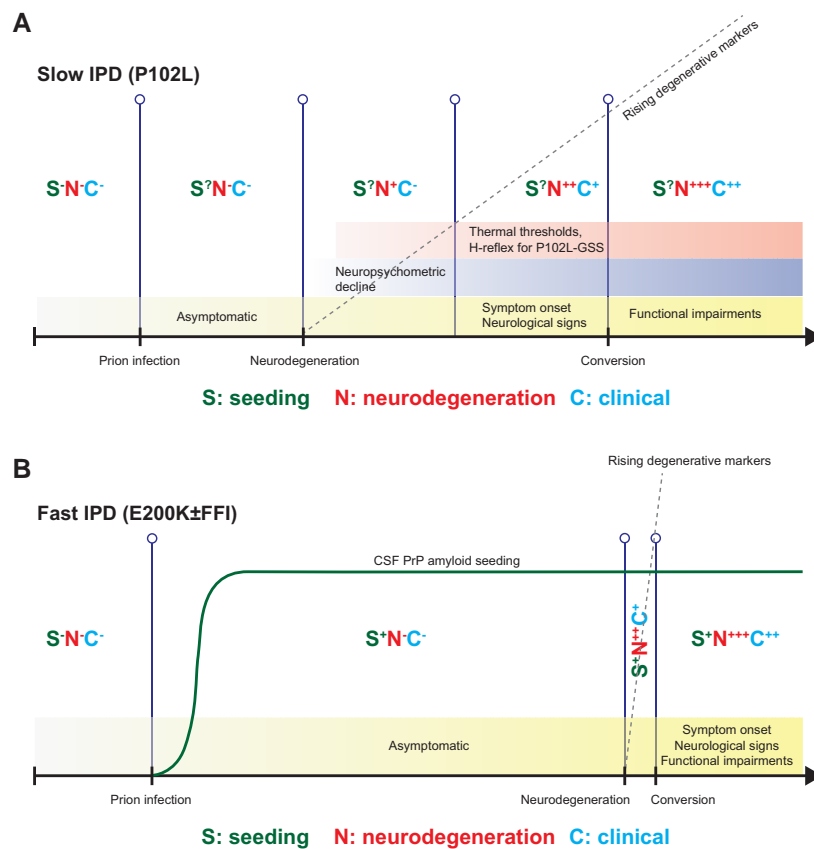 A
Slow IPD (P102L)
Rising degenerative markers
S⁻N⁻C⁻
S?N⁻C⁻
S?N⁺C⁻
S?N⁺⁺C⁺
S?N⁺⁺⁺C⁺⁺
Thermal thresholds,
H-reflex for P102L-GSS
Neuropsychometric
decline
Asymptomatic
Symptom onset
Neurological signs
Functional impairments
Prion infection
Neurodegeneration
Conversion
S: seeding N: neurodegeneration C: clinical
B
Rising degenerative markers
Fast IPD (E200K±FFI)
CSF PrP amyloid seeding
S⁻N⁻C⁻
S⁺N⁻C⁻
S⁺N⁺⁺C⁺
S⁺N⁺⁺⁺C⁺⁺
Asymptomatic
Symptom onset
Neurological signs
Functional impairments
Prion infection
Neurodegeneration
Conversion
S: seeding N: neurodegeneration C: clinical